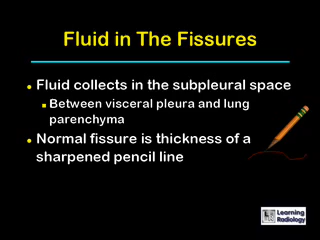 Fluid in The Fissures
Fluid collects in the subpleural space
Between visceral pleura and lung
parenchyma
Normal fissure is thickness of a
sharpened pencil line
Learning
Radiology